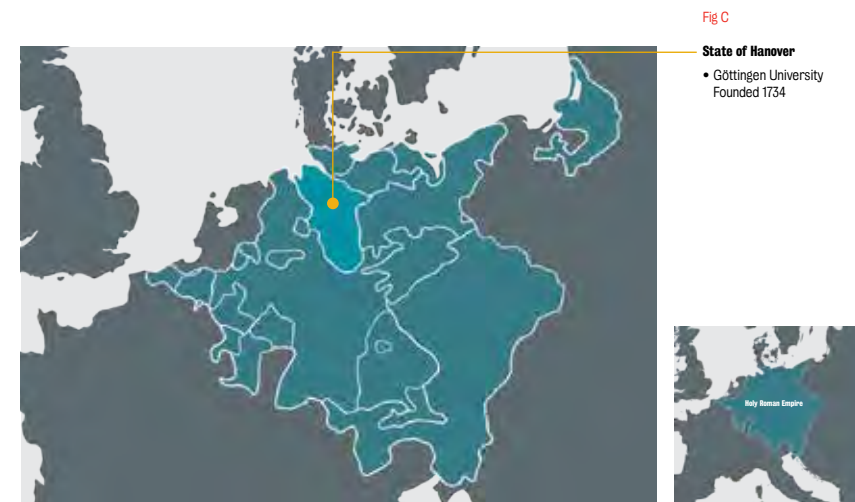 Fig C
State of Hanover
• Göttingen University
Founded 1734
Holy Roman Empire